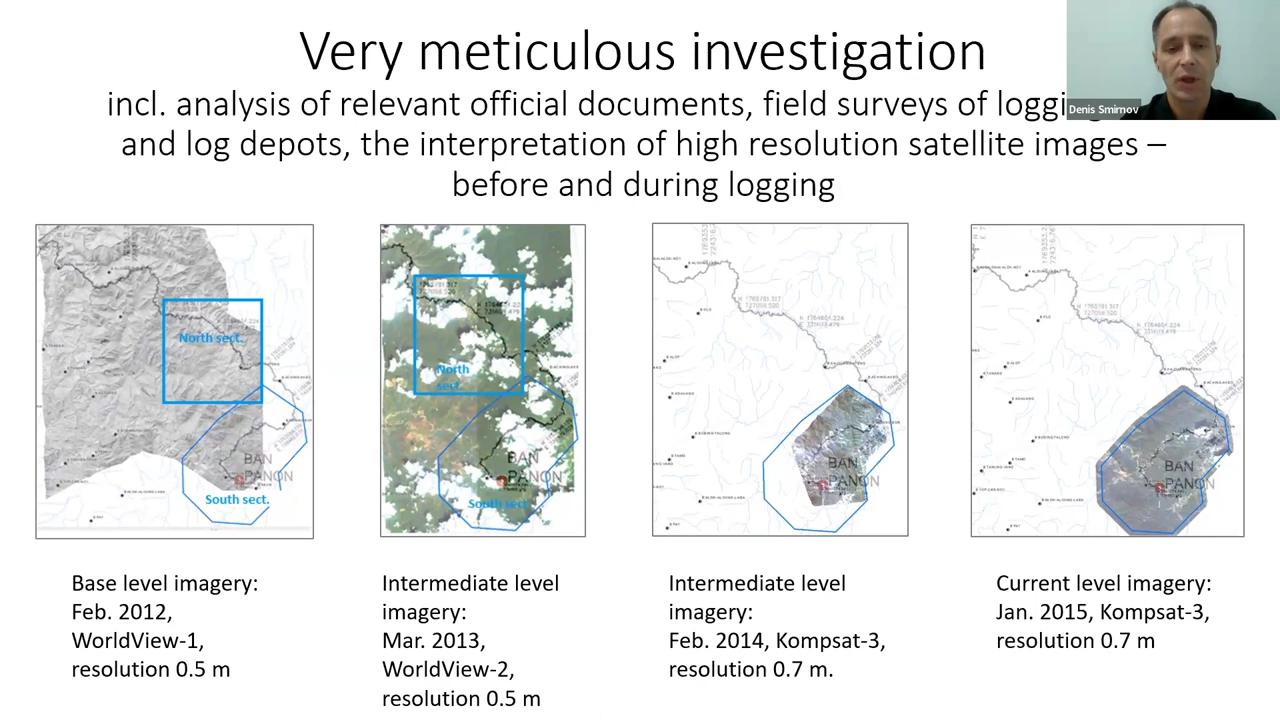 Very meticulous investigation
incl. analysis of relevant official documents, field surveys of loggi
Denis Smirnov
and log depots, the interpretation of high resolution satellite images –
before and during logging
North sect.
BAN
PANON
South sect.
North
sect.
BAN
PANON
South sect.
BAN
PANON
BAN
PANON
Base level imagery:
Feb. 2012,
WorldView-1,
resolution 0.5 m
Intermediate level
imagery:
Mar. 2013,
WorldView-2,
resolution 0.5 m
Intermediate level
imagery:
Feb. 2014, Kompsat-3,
resolution 0.7 m.
Current level imagery:
Jan. 2015, Kompsat-3,
resolution 0.7 m